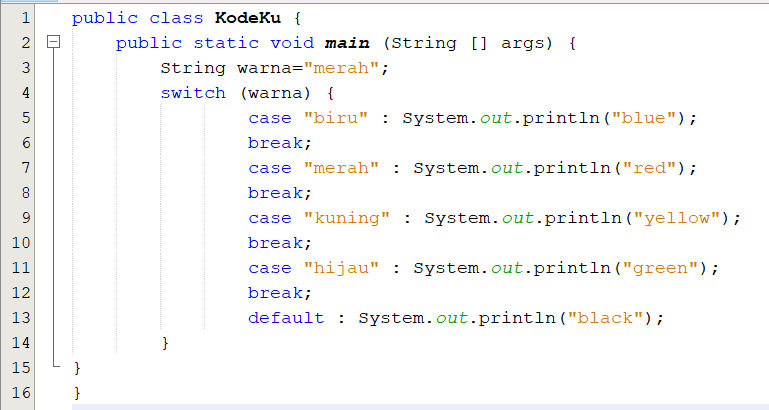 1 public class KodeKu {
2 public static void main (String [] args) {
3 String warna="merah";
4 switch (warna) {
5 case "biru" : System.out.println("blue");
6 break;
7 case "merah" : System.out.println("red");
8 break;
9 case "kuning" : System.out.println("yellow");
10 break;
11 case "hijau" : System.out.println("green");
12 break;
13 default : System.out.println("black");
14 }
15 }
16 }